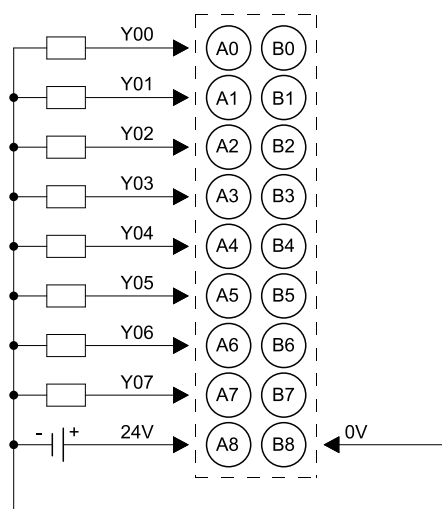 Y00 A0 B0
Y01 A1 B1
Y02 A2 B2
Y03 A3 B3
Y04 A4 B4
Y05 A5 B5
Y06 A6 B6
Y07 A7 B7
- + 24V A8 B8 0V